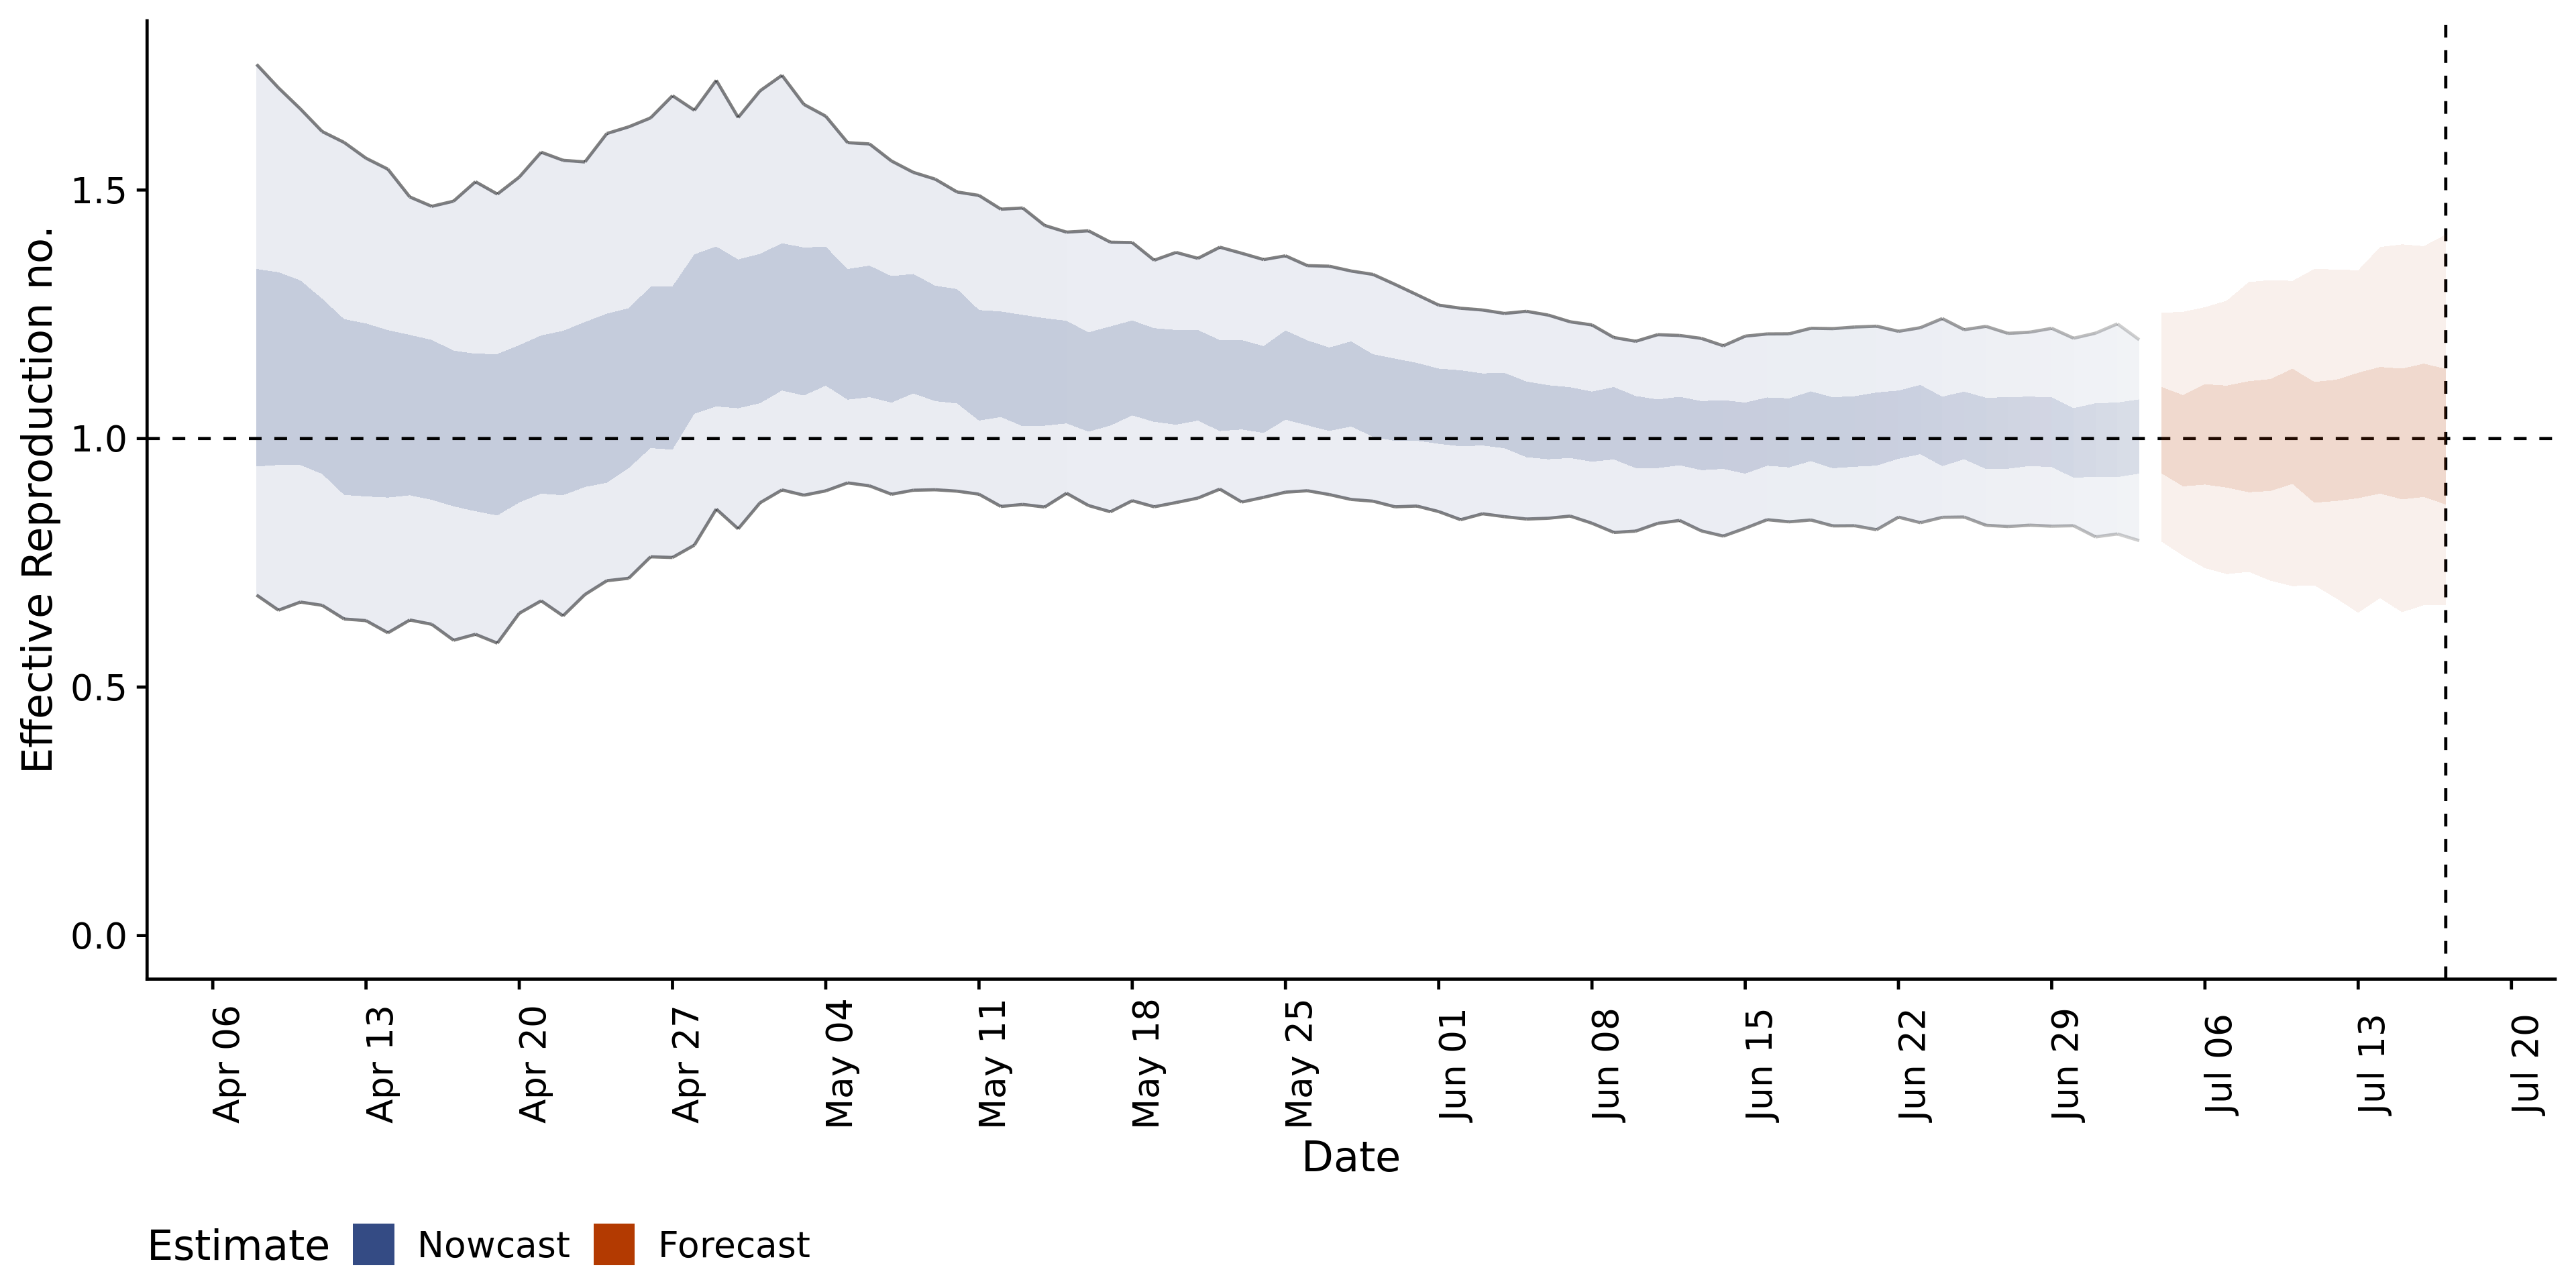 Effective Reproduction no.
1.5
1.0
0.5
0.0
Apr 06
Apr 13
Apr 20
Apr 27
May 04
May 11
May 18
May 25
Jun 01
Jun 08
Jun 15
Jun 22
Jun 29
Jul 06
Jul 13
Jul 20
Date
Estimate Nowcast Forecast